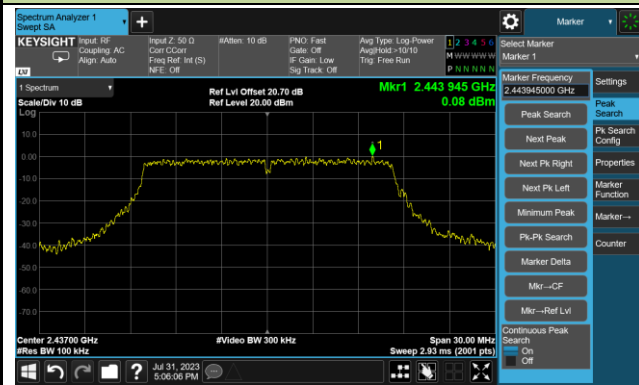 Spectrum Analyzer 1
Swept SA
Marker
KEYSIGHT
Input: RF
Coupling: AC
Align: Auto
Input Z: 50 Ω
Corr CCorr
Freq Ref: Int (S)
NFE: Off
#Atten: 10 dB
PNO: Fast
Gate: Off
IF Gain: Low
Sig Track: Off
Avg Type: Log-Power
Avg|Hold:>10/10
Trig: Free Run
1 2 3 4 5 6
M W W W W W
P N N N N N
LVI
Select Marker
Marker 1
1 Spectrum
Scale/Div 10 dB
Log
Ref Lvl Offset 20.70 dB
Ref Level 20.00 dBm
Mkr1 2.443 945 GHz
0.08 dBm
10.0
0.00
-10.0
-20.0
-30.0
-40.0
-50.0
-60.0
-70.0
1
Center 2.43700 GHz
#Res BW 100 kHz
#Video BW 300 kHz
Span 30.00 MHz
Sweep 2.93 ms (2001 pts)
Marker Frequency
2.443945000 GHz
Peak Search
Next Peak
Next Pk Right
Next Pk Left
Minimum Peak
Pk-Pk Search
Marker Delta
Mkr→CF
Mkr→Ref Lvl
Continuous Peak
Search
On
Off
Settings
Peak
Search
Pk Search
Config
Properties
Marker
Function
Marker→
Counter
?
Jul 31, 2023
5:06:06 PM